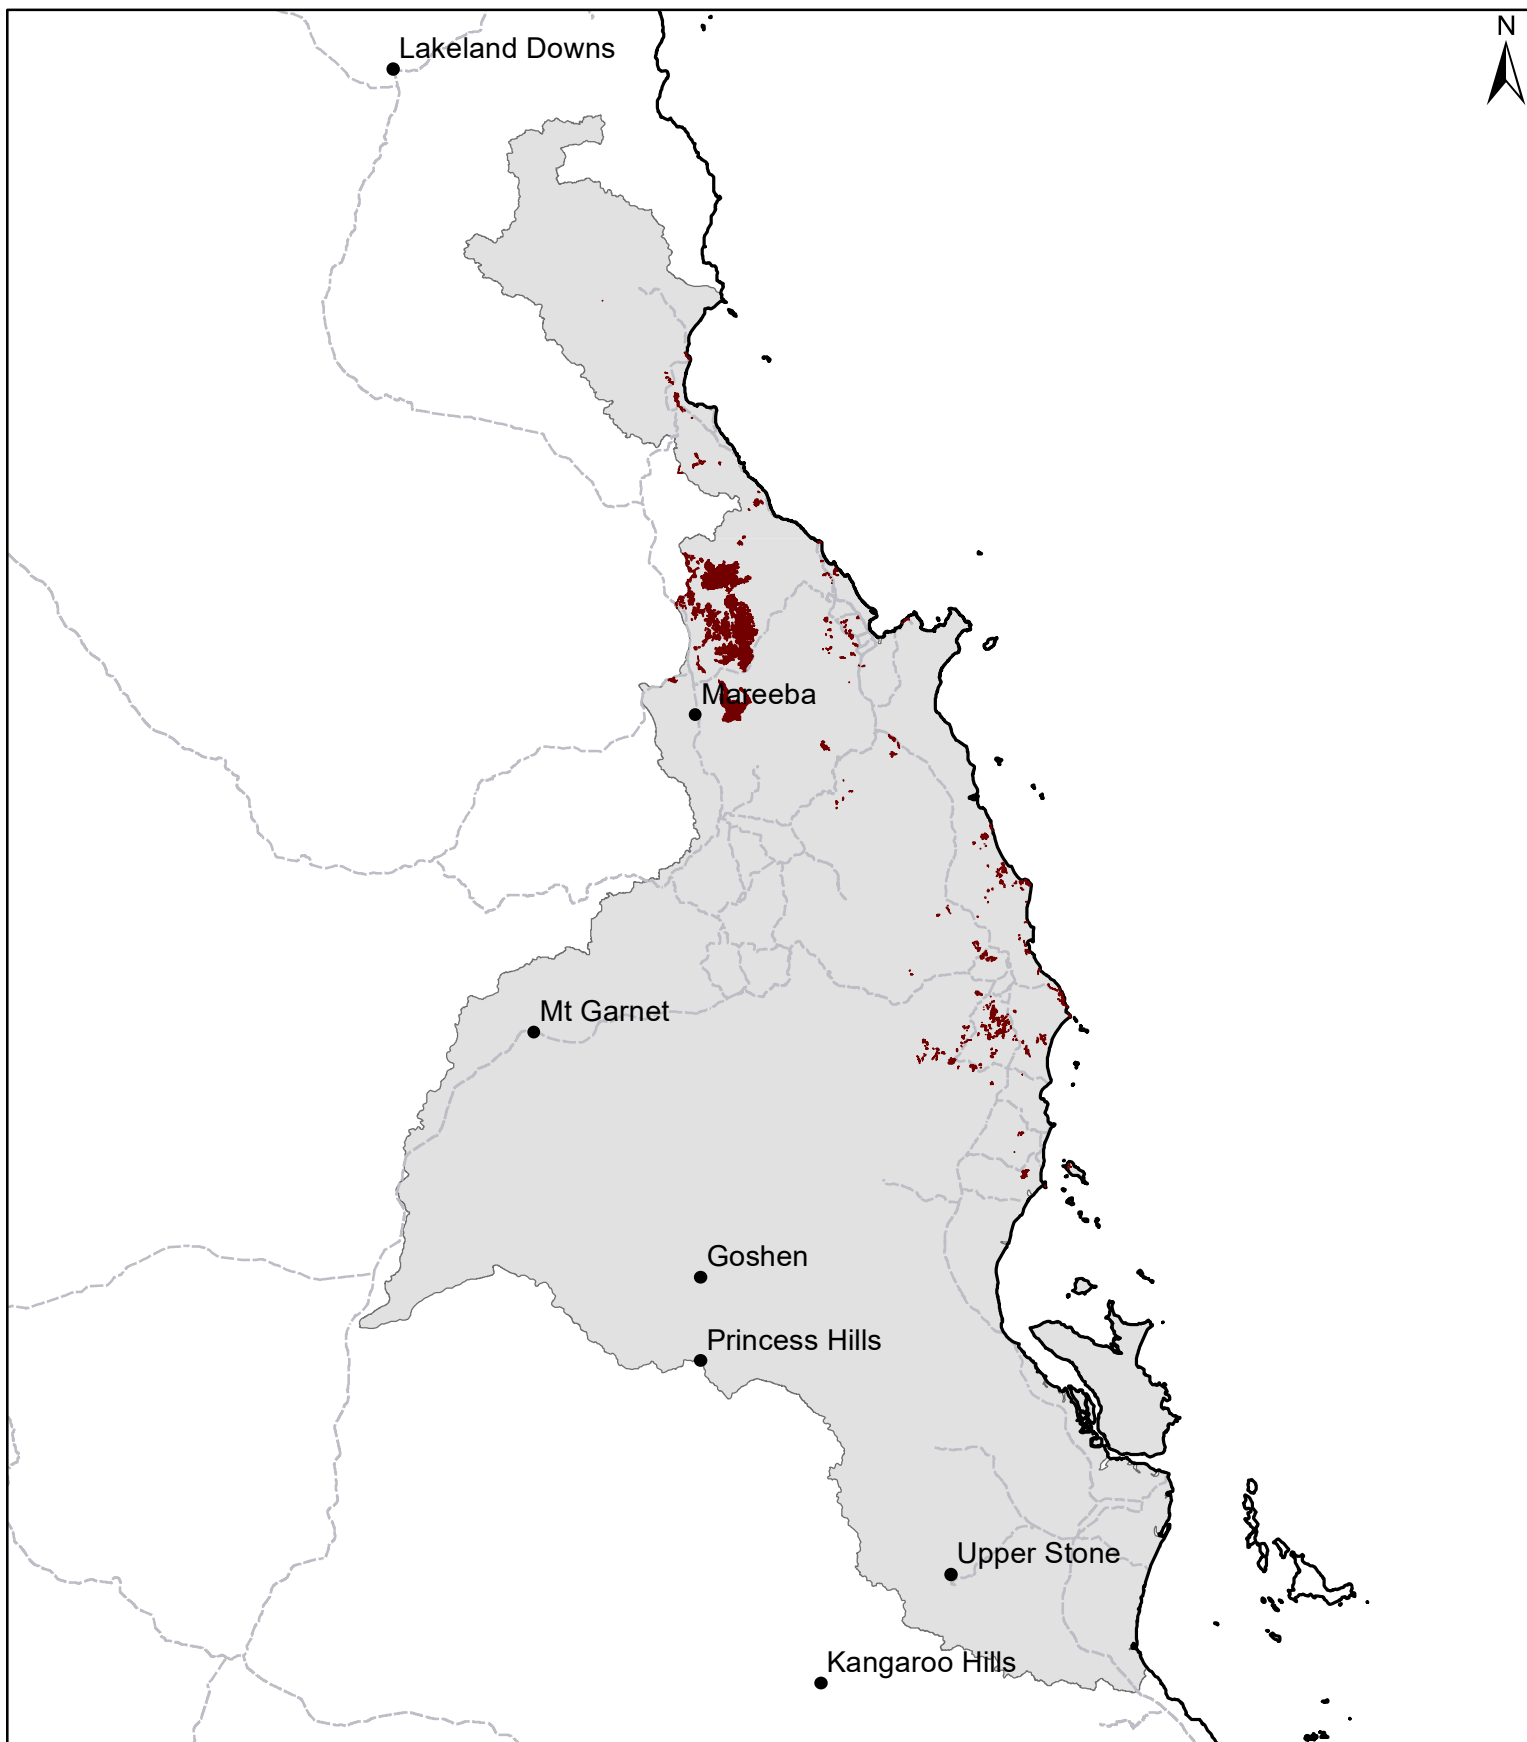 N
Lakeland Downs
Mareeba
Mt Garnet
Goshen
Princess Hills
Upper Stone
Kangaroo Hills